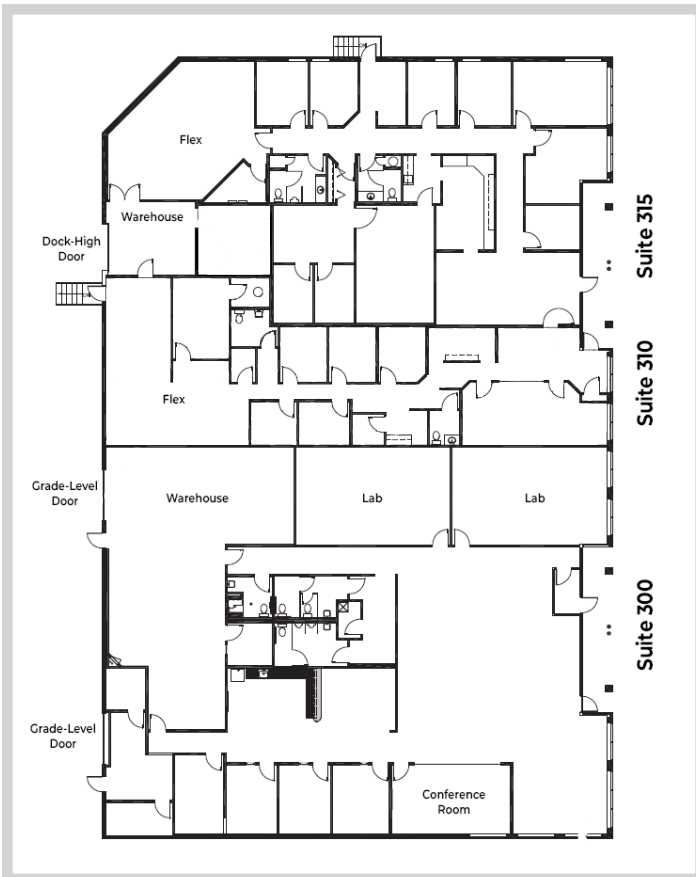 Flex
Warehouse
Dock-High
Door
Suite 315
Flex
Suite 310
Grade-Level
Door
Warehouse
Lab
Lab
Suite 300
Grade-Level
Door
Conference
Room